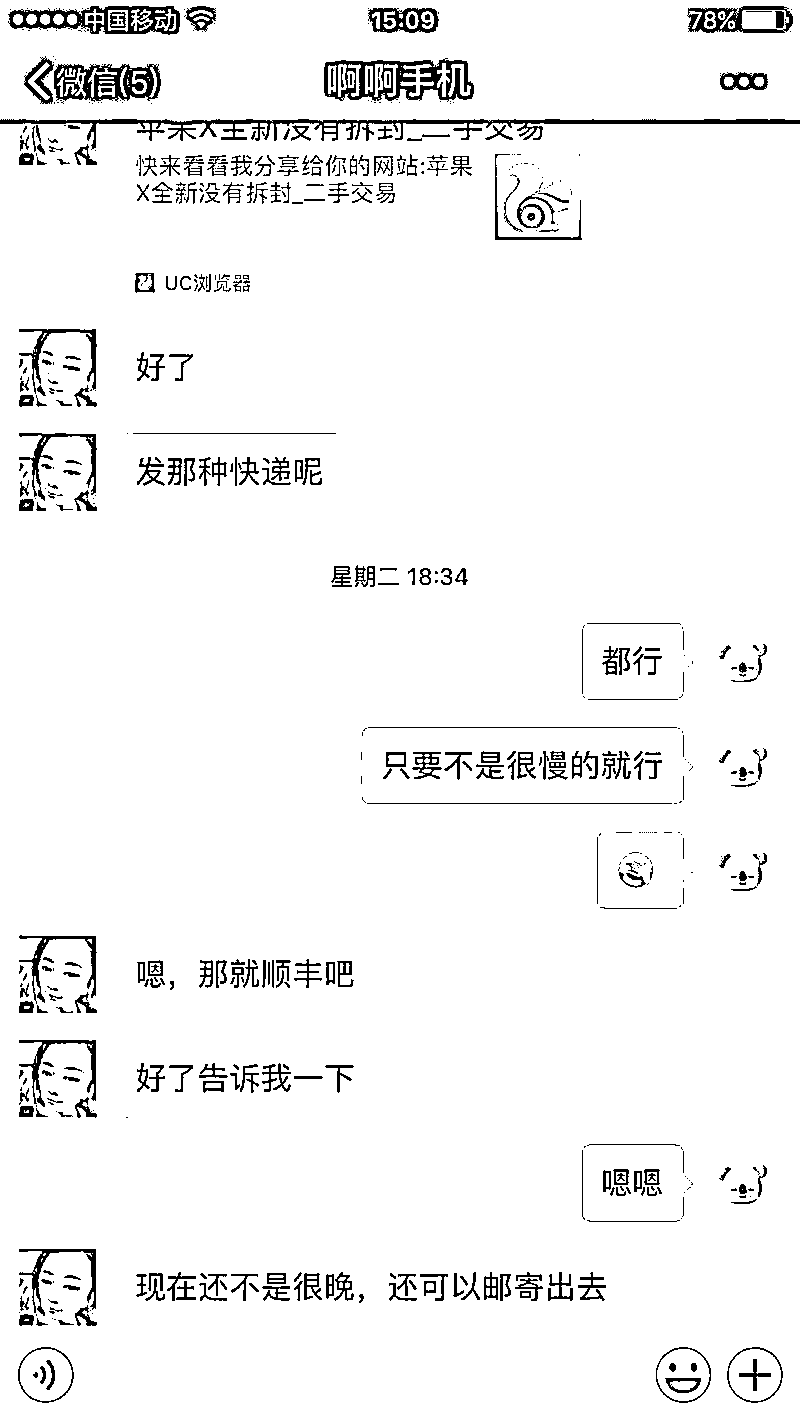 中国移动 15:09 78%
微信(5) 啊啊手机
苹果X全新没有拆封_二手交易
快来看看我分享给你的网站:苹果
X全新没有拆封_二手交易
UC浏览器
好了
发那种快递呢
星期二 18:34
都行
只要不是很慢的就行
嗯，那就顺丰吧
好了告诉我一下
嗯嗯
现在还不是很晚，还可以邮寄出去